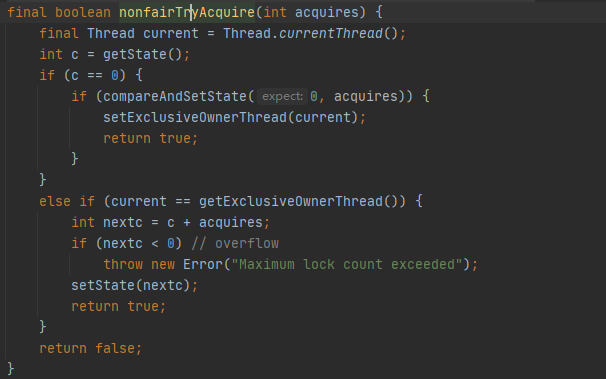 final boolean nonfairTryAcquire(int acquires) {
    final Thread current = Thread.currentThread();
    int c = getState();
    if (c == 0) {
        if (compareAndSetState( expect: 0, acquires)) {
            setExclusiveOwnerThread(current);
            return true;
        }
    }
    else if (current == getExclusiveOwnerThread()) {
        int nextc = c + acquires;
        if (nextc < 0) // overflow
            throw new Error("Maximum lock count exceeded");
        setState(nextc);
        return true;
    }
    return false;
}